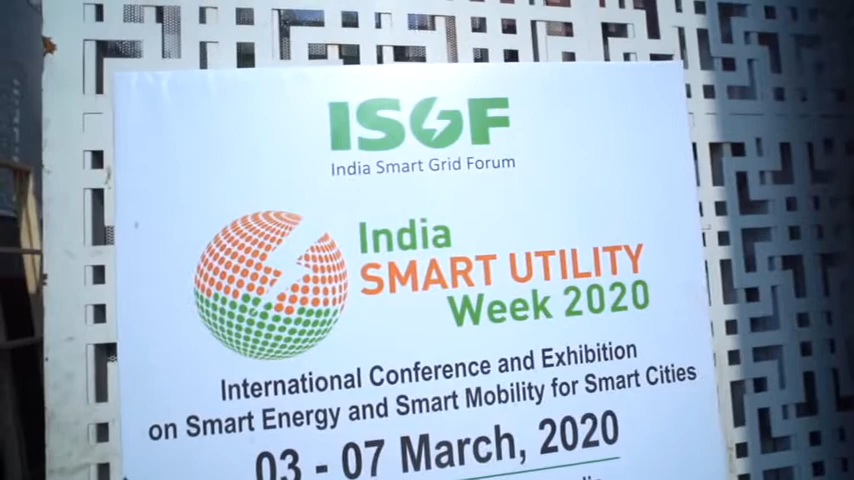 ISGF
India Smart Grid Forum
India
SMART UTILITY
Week 2020
International Conference and Exhibition
on Smart Energy and Smart Mobility for Smart Cities
03 - 07 March, 2020